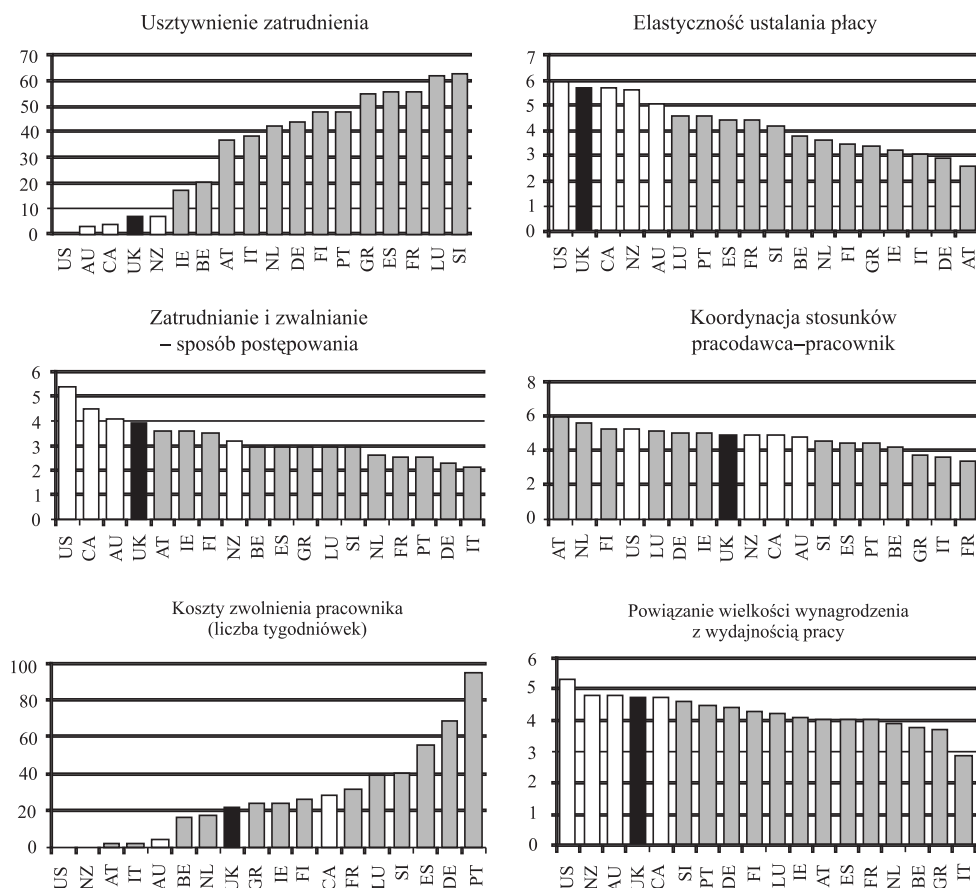 Usztywnienie zatrudnienia
70
60
50
40
30
20
10
0
US AU CA UK NZ IE BE AT IT NL DE FI PT GR ES FR LU SI
Elastyczność ustalania płacy
7
6
5
4
3
2
1
0
US UK CA NZ AU LU PT ES FR SI BE NL FI GR IE IT DE AT
Zatrudnianie i zwalnianie
– sposób postępowania
6
5
4
3
2
1
0
US CA AU UK AT IE FI NZ BE ES GR LU SI NL FR PT DE IT
Koordynacja stosunków
pracodawca–pracownik
8
6
4
2
0
AT NL FI US LU DE IE UK NZ CA AU SI ES PT BE GR IT FR
Koszty zwolnienia pracownika
(liczba tygodniówek)
100
80
60
40
20
0
US NZ AT IT AU BE NL UK GR IE FI CA FR LU SI ES DE PT
Powiązanie wielkości wynagrodzenia
z wydajnością pracy
6
5
4
3
2
1
0
US NZ AU UK CA SI PT DE FI LU IE AT ES FR NL BE GR IT